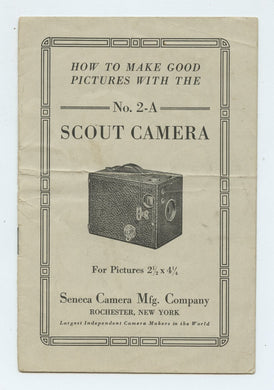 HOW TO MAKE GOOD
PICTURES WITH THE
No. 2-A
SCOUT CAMERA
For Pictures 2½ x 4¼
Seneca Camera Mfg. Company
ROCHESTER, NEW YORK
Largest Independent Camera Makers in the World